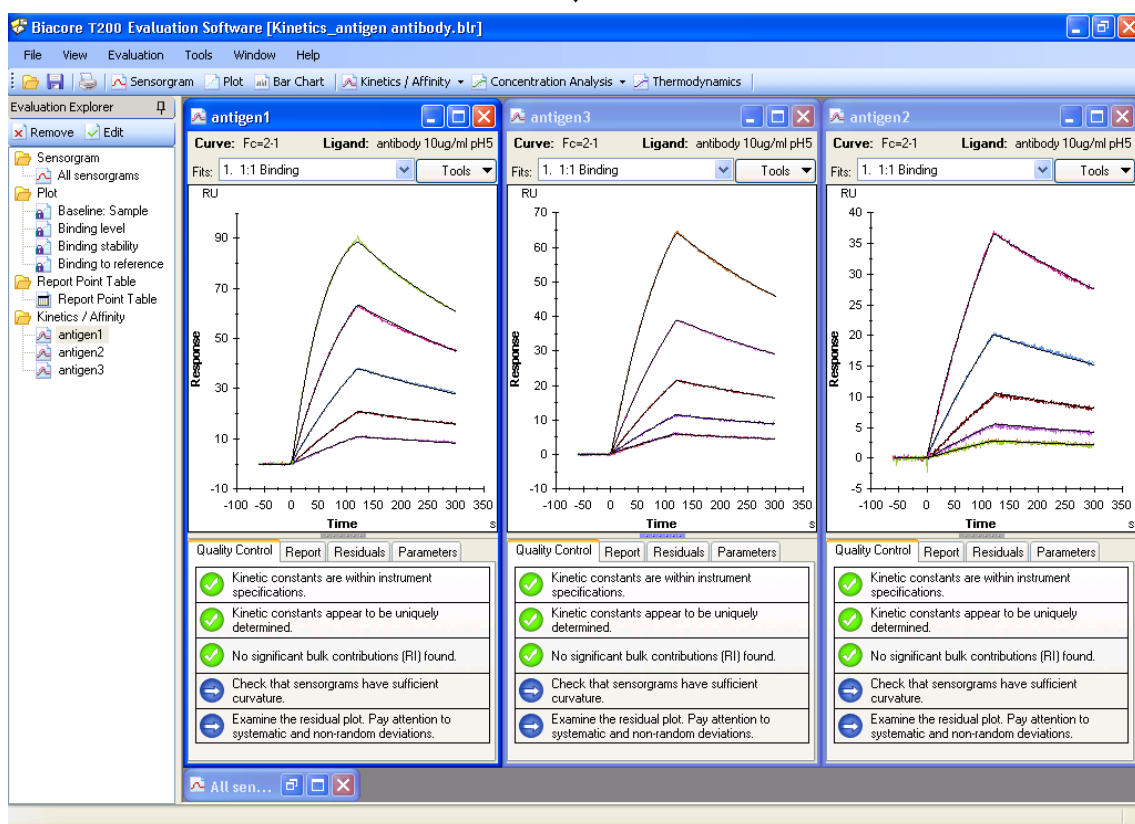 Biacore T200 Evaluation Software [Kinetics_antigen antibody.blr]
File View Evaluation Tools Window Help
Sensorgram Plot Bar Chart Kinetics / Affinity Concentration Analysis Thermodynamics
Evaluation Explorer
Remove Edit
Sensorgram
All sensorgrams
Plot
Baseline: Sample
Binding level
Binding stability
Binding to reference
Report Point Table
Report Point Table
Kinetics / Affinity
antigen1
antigen2
antigen3
antigen1
Curve: Fc=2-1 Ligand: antibody 10ug/ml pH5
Fits: 1. 1:1 Binding Tools
RU
90
70
50
30
10
-10
Response
-100 -50 0 50 100 150 200 250 300 350
Time s
Quality Control Report Residuals Parameters
Kinetic constants are within instrument
specifications.
Kinetic constants appear to be uniquely
determined.
No significant bulk contributions (RI) found.
Check that sensorgrams have sufficient
curvature.
Examine the residual plot. Pay attention to
systematic and non-random deviations.
antigen3
Curve: Fc=2-1 Ligand: antibody 10ug/ml pH5
Fits: 1. 1:1 Binding Tools
RU
70
60
50
40
30
20
10
0
-10
Response
-100 -50 0 50 100 150 200 250 300 350
Time s
Quality Control Report Residuals Parameters
Kinetic constants are within instrument
specifications.
Kinetic constants appear to be uniquely
determined.
No significant bulk contributions (RI) found.
Check that sensorgrams have sufficient
curvature.
Examine the residual plot. Pay attention to
systematic and non-random deviations.
antigen2
Curve: Fc=2-1 Ligand: antibody 10ug/ml pH5
Fits: 1. 1:1 Binding Tools
RU
40
35
30
25
20
15
10
5
0
-5
Response
-100 -50 0 50 100 150 200 250 300 350
Time s
Quality Control Report Residuals Parameters
Kinetic constants are within instrument
specifications.
Kinetic constants appear to be uniquely
determined.
No significant bulk contributions (RI) found.
Check that sensorgrams have sufficient
curvature.
Examine the residual plot. Pay attention to
systematic and non-random deviations.
All sen...